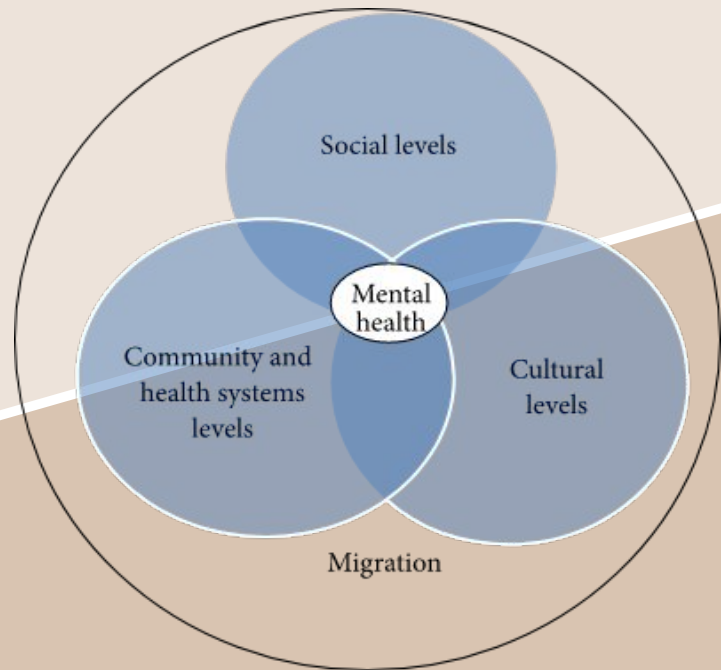 Social levels
Mental
health
Community and
health systems
levels
Cultural
levels
Migration